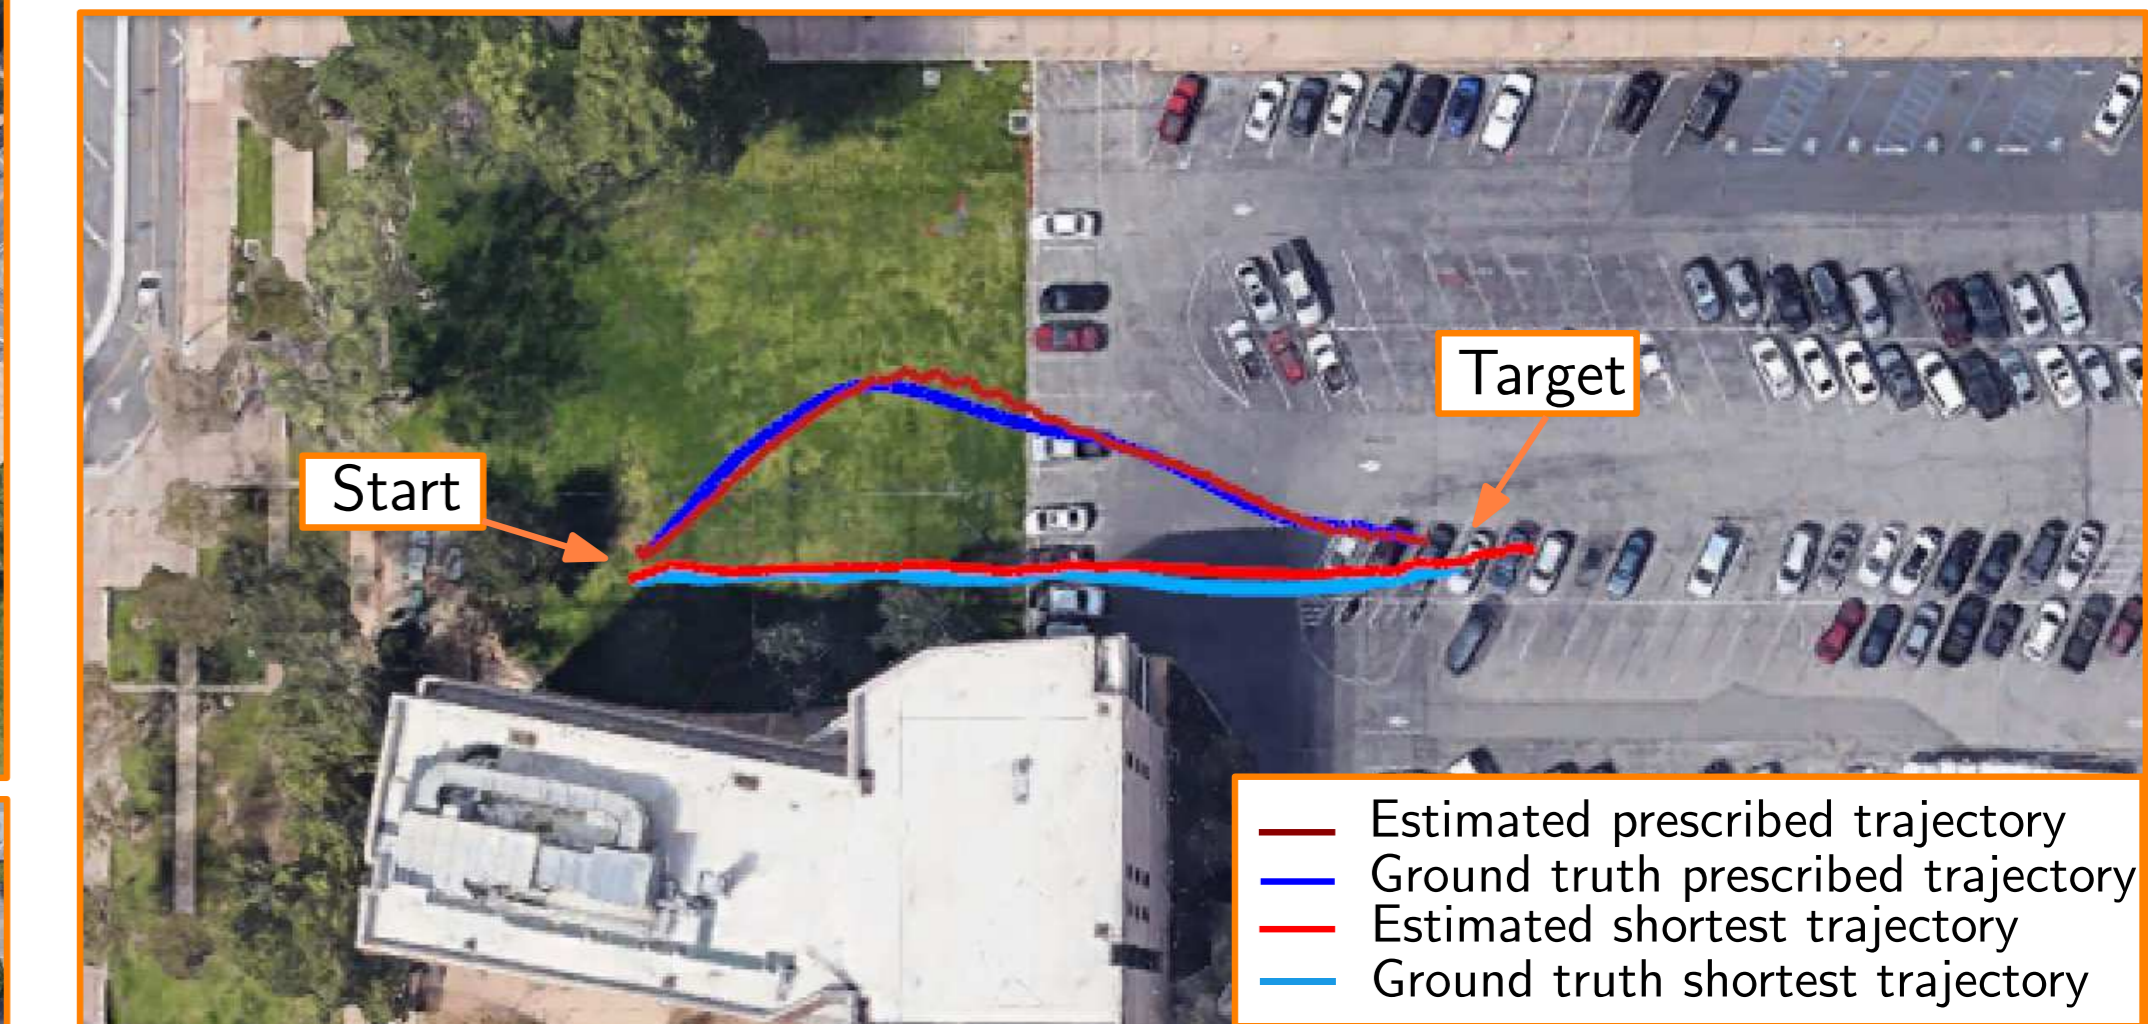 Target
Start
Estimated prescribed trajectory
Ground truth prescribed trajectory
Estimated shortest trajectory
Ground truth shortest trajectory